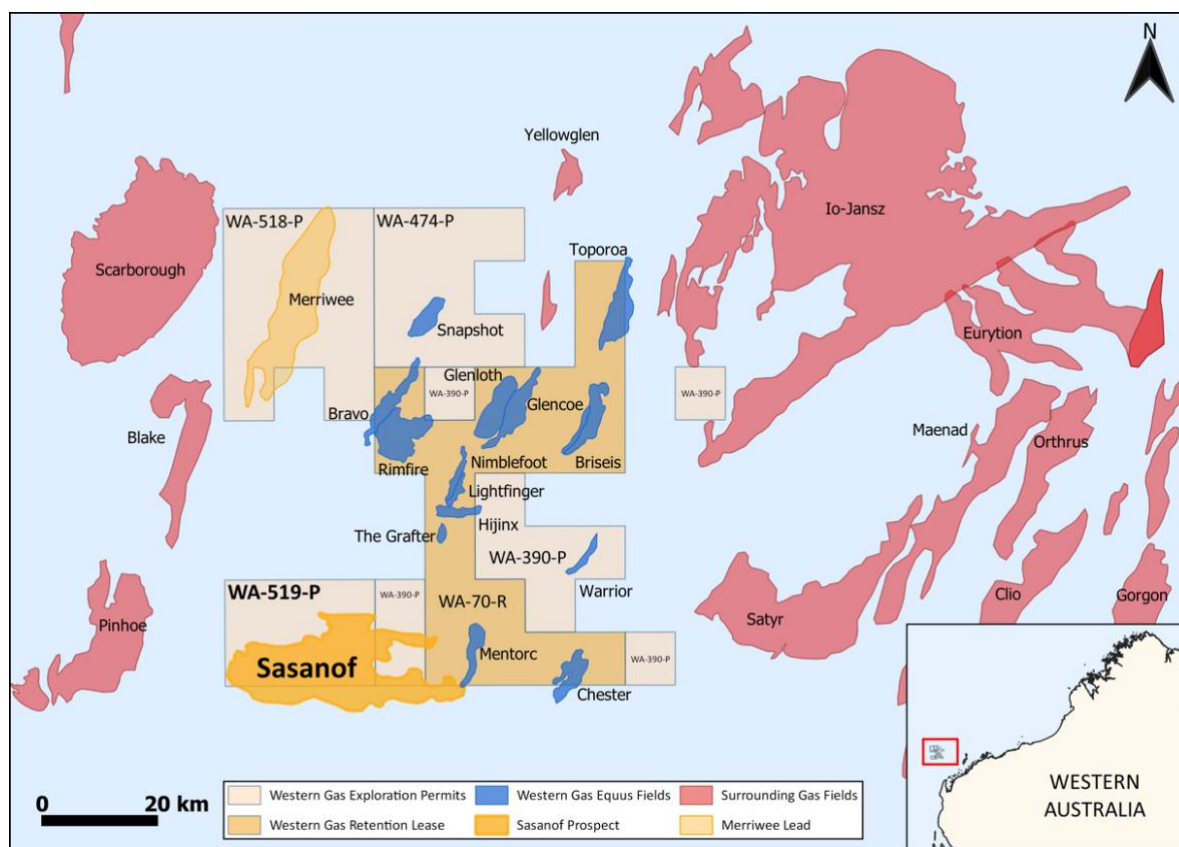 N
Yellowglen
WA-518-P
WA-474-P
Io-Jansz
Toporoa
Scarborough
Merriwee
Snapshot
Eurytion
Glenloth
WA-390-P
WA-390-P
Glencoe
Bravo
Blake
Maenad
Orthrus
Rimfire
Nimblefoot
Briseis
Lightfinger
Hijinx
The Grafter
WA-390-P
WA-519-P
WA-390-P
WA-70-R
Warrior
Clio
Gorgon
Pinhoe
Satyr
Sasanof
Mentorc
WA-390-P
Chester
0 20 km
Western Gas Exploration Permits
Western Gas Equus Fields
Surrounding Gas Fields
Western Gas Retention Lease
Sasanof Prospect
Merriwee Lead
WESTERN
AUSTRALIA